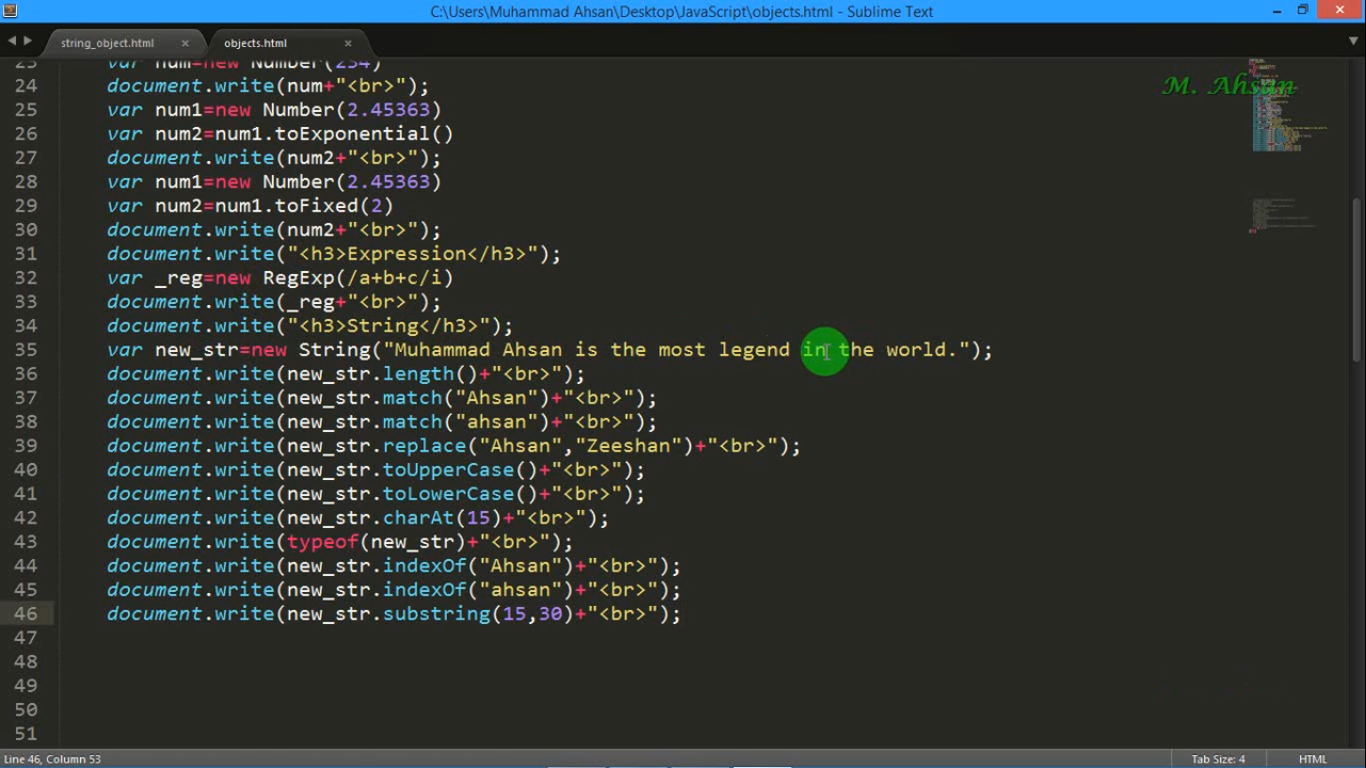 C:\Users\Muhammad Ahsan\Desktop\JavaScript\objects.html - Sublime Text
string_object.html
objects.html
M. Ahsan
23 var num=new Number(234)
24 document.write(num+"<br>");
25 var num1=new Number(2.45363)
26 var num2=num1.toExponential()
27 document.write(num2+"<br>");
28 var num1=new Number(2.45363)
29 var num2=num1.toFixed(2)
30 document.write(num2+"<br>");
31 document.write("<h3>Expression</h3>");
32 var _reg=new RegExp(/a+b+c/i)
33 document.write(_reg+"<br>");
34 document.write("<h3>String</h3>");
35 var new_str=new String("Muhammad Ahsan is the most legend in the world.");
36 document.write(new_str.length()+"<br>");
37 document.write(new_str.match("Ahsan")+"<br>");
38 document.write(new_str.match("ahsan")+"<br>");
39 document.write(new_str.replace("Ahsan","Zeeshan")+"<br>");
40 document.write(new_str.toUpperCase()+"<br>");
41 document.write(new_str.toLowerCase()+"<br>");
42 document.write(new_str.charAt(15)+"<br>");
43 document.write(typeof(new_str)+"<br>");
44 document.write(new_str.indexOf("Ahsan")+"<br>");
45 document.write(new_str.indexOf("ahsan")+"<br>");
46 document.write(new_str.substring(15,30)+"<br>");
47
48
49
50
51
Line 46, Column 53
Tab Size: 4
HTML